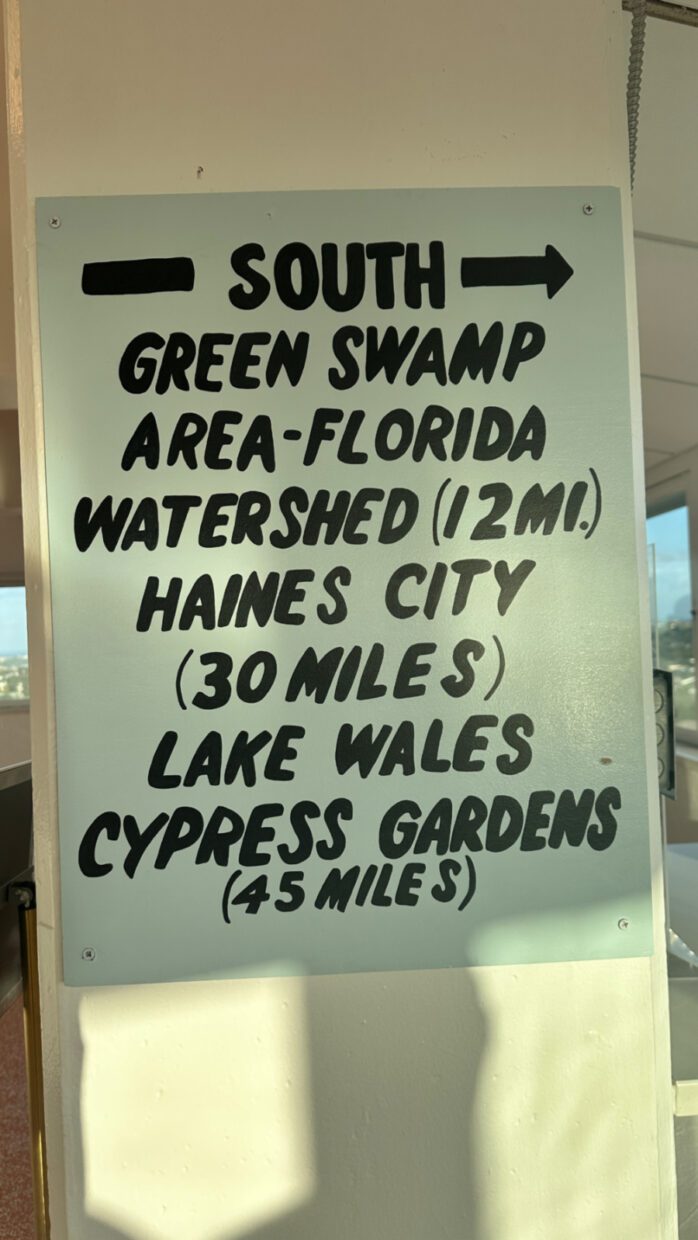 SOUTH
GREEN SWAMP
AREA-FLORIDA
WATERSHED (12MI.)
HAINES CITY
(30 MILES)
LAKE WALES
CYPRESS GARDENS
(45 MILES)